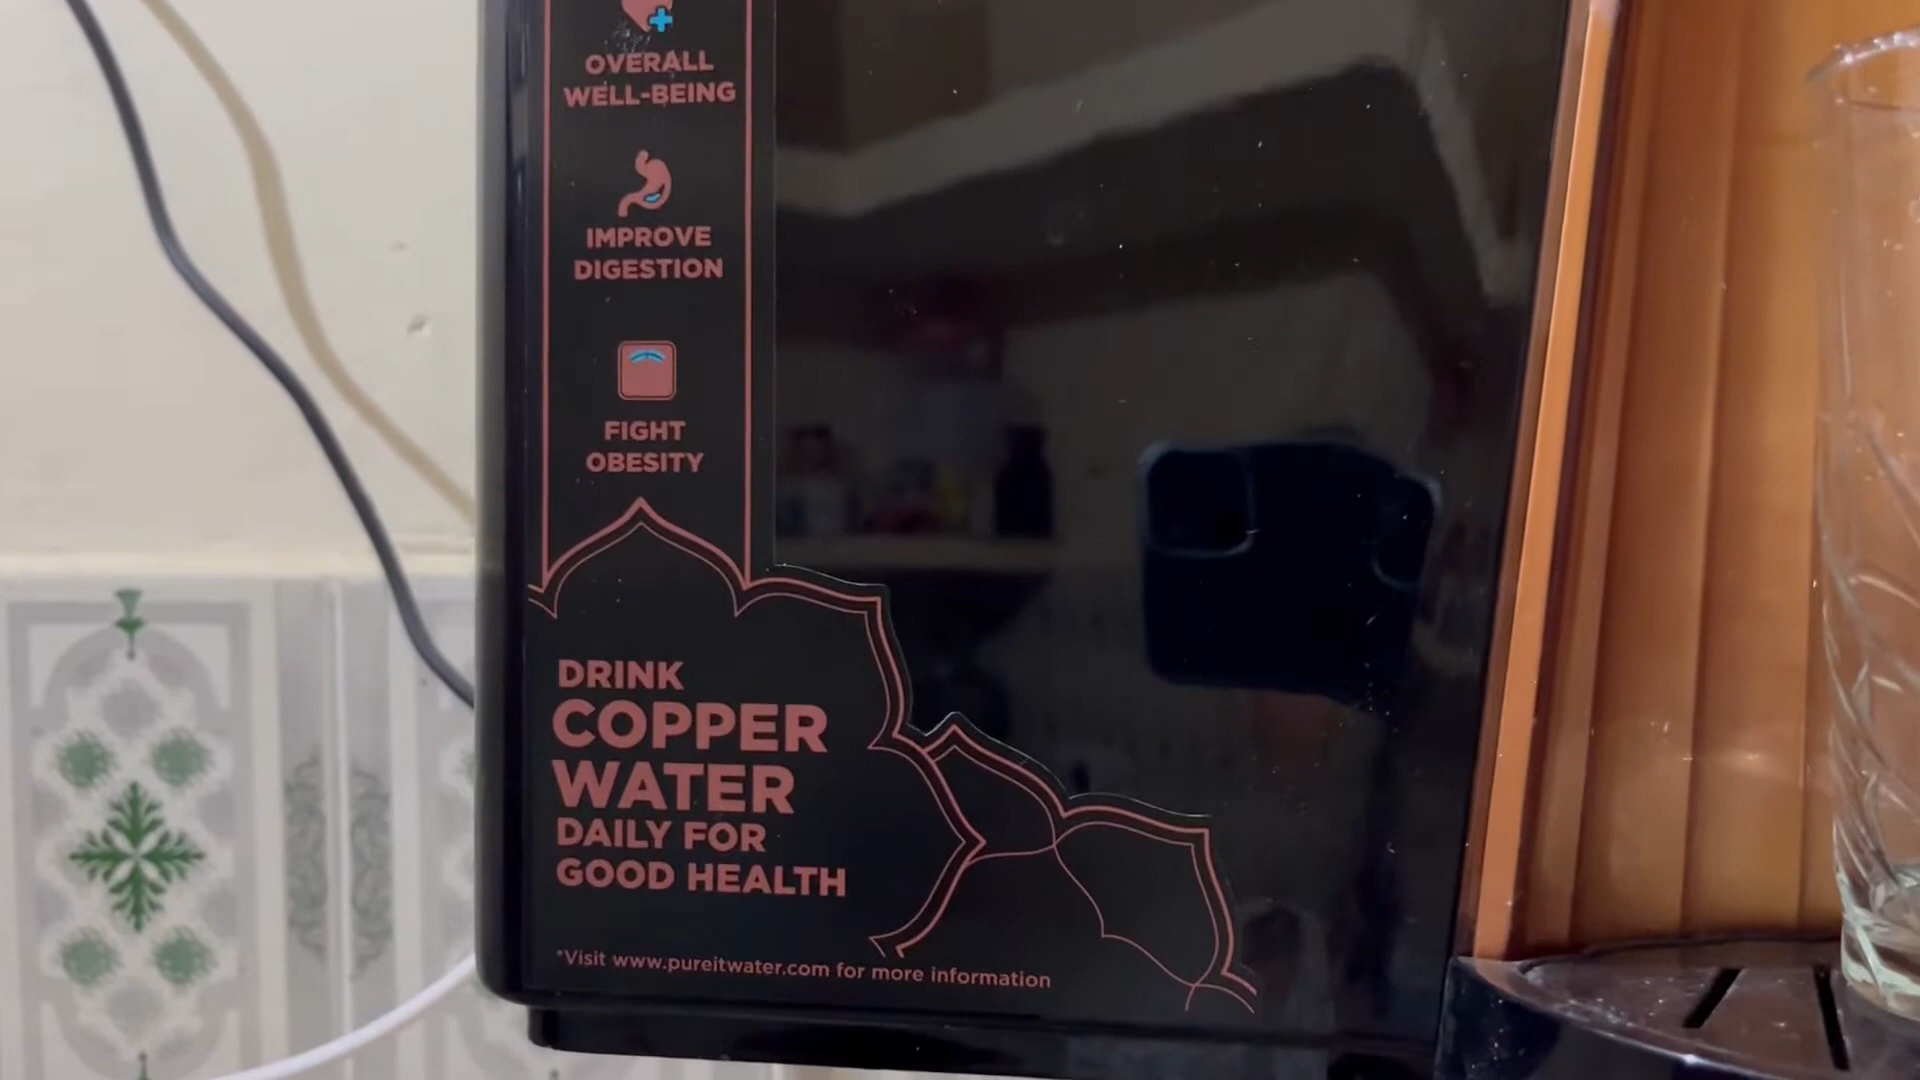 OVERALL
WELL-BEING
IMPROVE
DIGESTION
FIGHT
OBESITY
DRINK
COPPER
WATER
DAILY FOR
GOOD HEALTH
*Visit www.pureitwater.com for more information